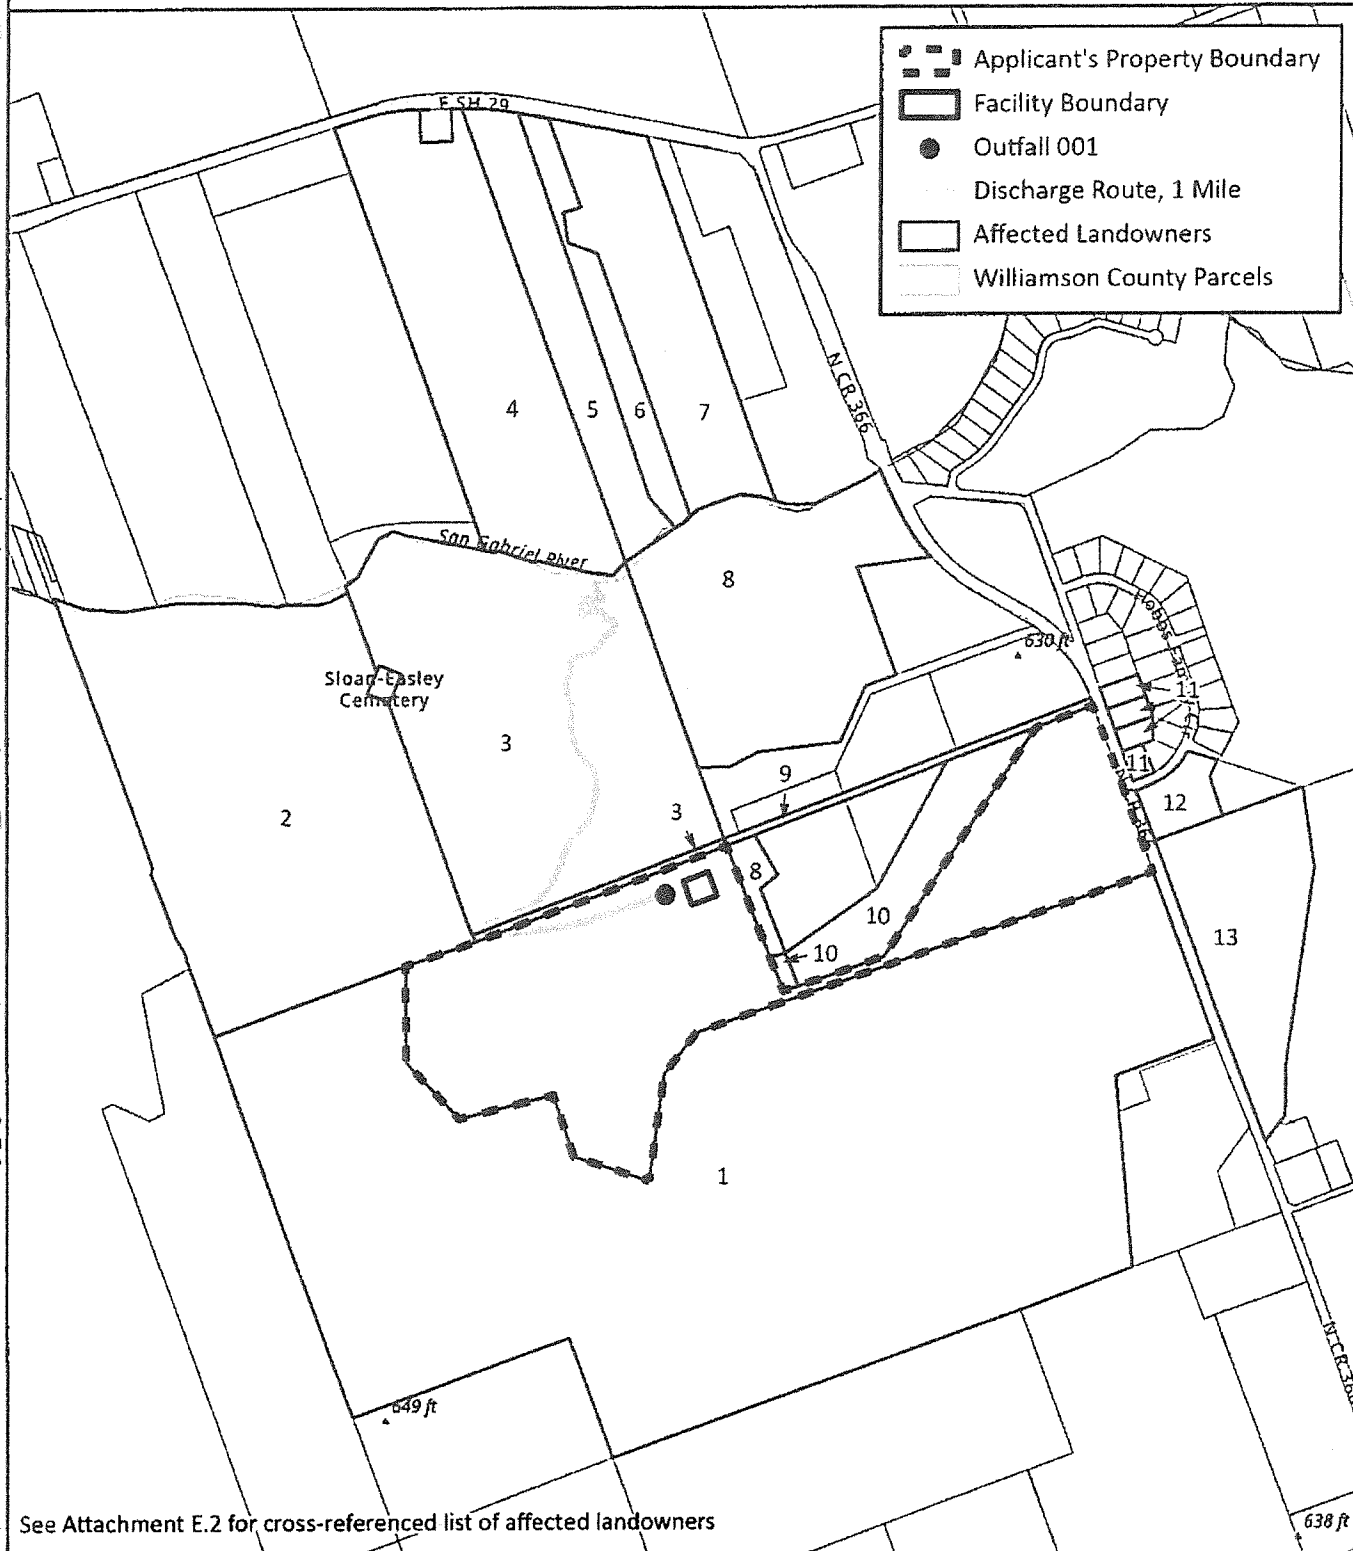 Applicant's Property Boundary
Facility Boundary
Outfall 001
Discharge Route, 1 Mile
Affected Landowners
Williamson County Parcels
E SH 29
N CR 366
4
5
6
7
San Gabriel River
8
630 ft
Sloan-Easley
Cemetery
11
3
9
11
2
3
12
8
10
13
10
1
N CR 366
649 ft
See Attachment E.2 for cross-referenced list of affected landowners
638 ft